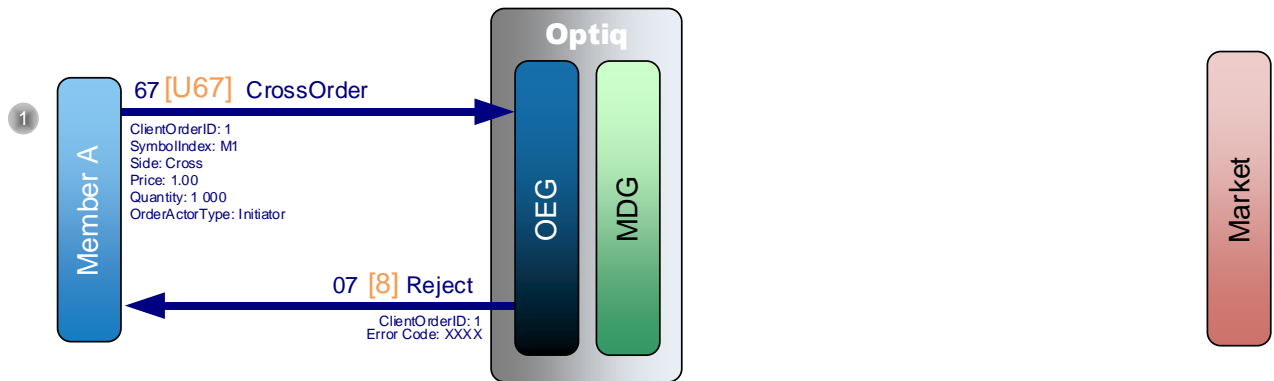 Optiq
1
Member A
67 [U67] CrossOrder
ClientOrderID: 1
SymbolIndex: M1
Side: Cross
Price: 1.00
Quantity: 1 000
OrderActorType: Initiator
OEG
MDG
Market
07 [8] Reject
ClientOrderID: 1
Error Code: XXXX